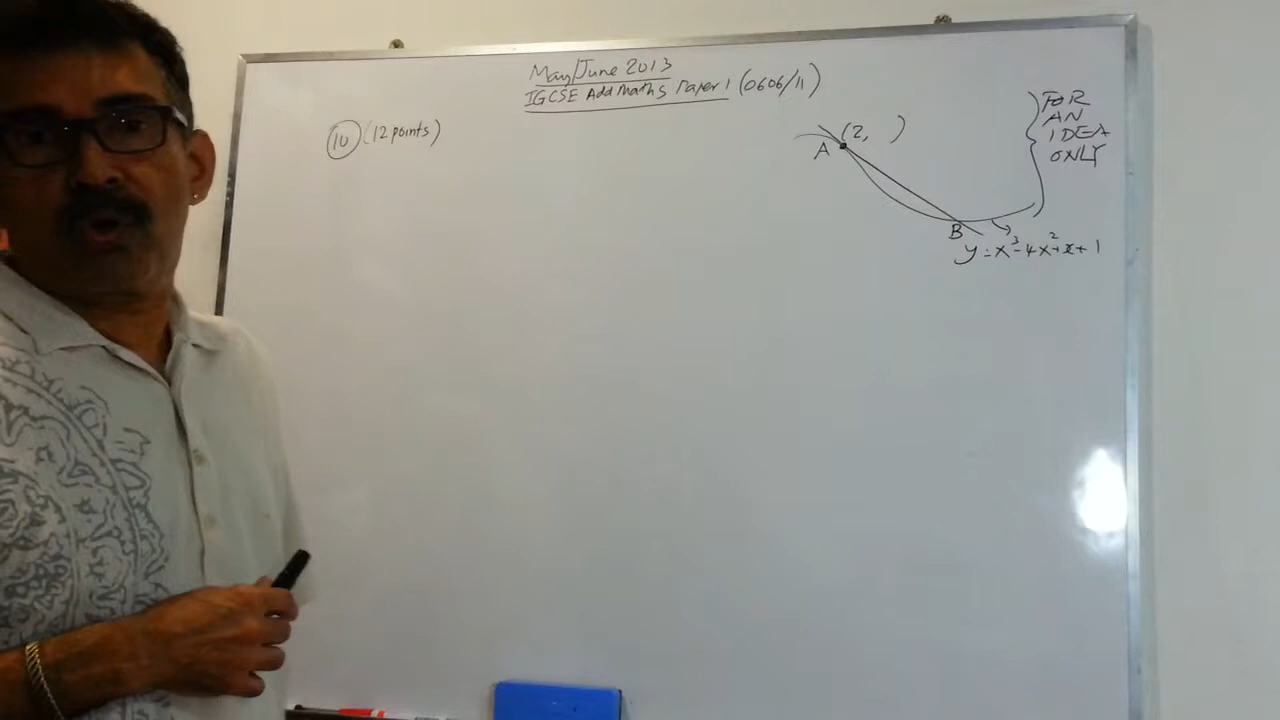 May/June 2013
IGCSE Add Maths Paper 1 (0606/11)
10 (12 points)
(2, )
A
B
y = x³ - 4x² + x + 1
FOR
AN
IDEA
ONLY